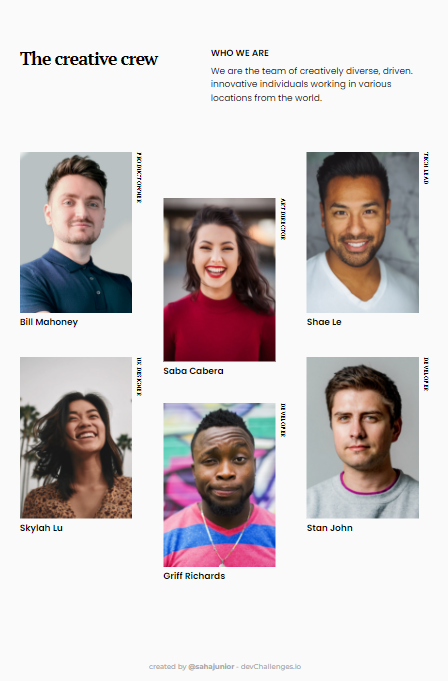 The creative crew
WHO WE ARE
We are the team of creatively diverse, driven.
innovative individuals working in various
locations from the world.
PRODUCT OWNER
Bill Mahoney
ART DIRECTOR
Saba Cabera
TECH LEAD
Shae Le
UX DESIGNER
Skylah Lu
DEVELOPER
Griff Richards
DEVELOPER
Stan John
created by @sahajunior - devChallenges.io